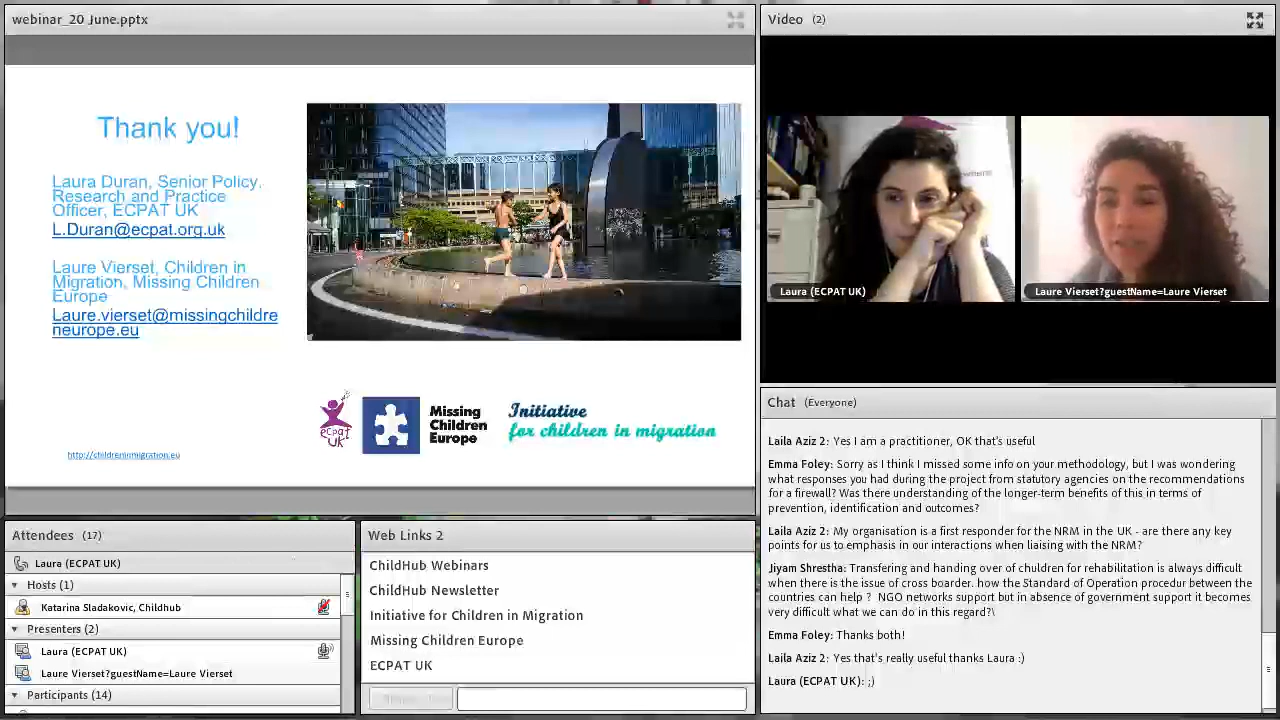 webinar_20 June.pptx
Thank you!
Laura Duran, Senior Policy,
Research and Practice
Officer, ECPAT UK
L.Duran@ecpat.org.uk
Laure Vierset, Children in
Migration, Missing Children
Europe
Laure.vierset@missingchildre
neurope.eu
ecpat
UK
Missing
Children
Europe
Initiative
for children in migration
http://childreninmigration.eu
Video (2)
Laura (ECPAT UK)
Laure Vierset?guestName=Laure Vierset
Chat (Everyone)
Laila Aziz 2: Yes I am a practitioner, OK that's useful
Emma Foley: Sorry as I think I missed some info on your methodology, but I was wondering
what responses you had during the project from statutory agencies on the recommendations
for a firewall? Was there understanding of the longer-term benefits of this in terms of
prevention, identification and outcomes?
Laila Aziz 2: My organisation is a first responder for the NRM in the UK - are there any key
points for us to emphasis in our interactions when liaising with the NRM?
Jiyam Shrestha: Transfering and handing over of children for rehabilitation is always difficult
when there is the issue of cross boarder. how the Standard of Operation procedur between the
countries can help ? NGO networks support but in absence of government support it becomes
very difficult what we can do in this regard?\
Emma Foley: Thanks both!
Laila Aziz 2: Yes that's really useful thanks Laura :)
Laura (ECPAT UK): ;)
Attendees (17)
Laura (ECPAT UK)
Hosts (1)
Katarina Sladakovic, Childhub
Presenters (2)
Laura (ECPAT UK)
Laure Vierset?guestName=Laure Vierset
Participants (14)
Web Links 2
ChildHub Webinars
ChildHub Newsletter
Initiative for Children in Migration
Missing Children Europe
ECPAT UK